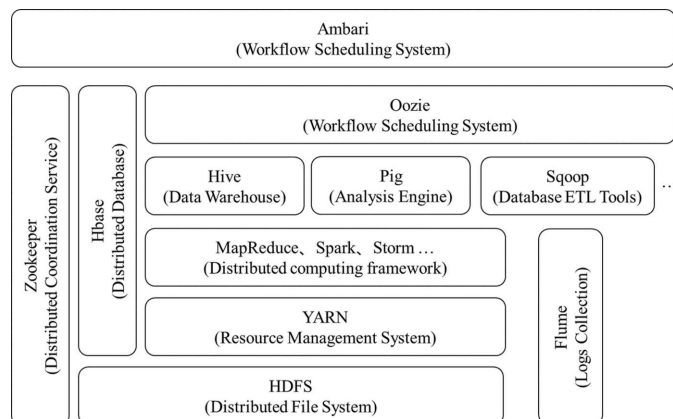 Ambari
(Workflow Scheduling System)
Zookeeper
(Distributed Coordination Service)
Hbase
(Distributed Database)
Oozie
(Workflow Scheduling System)
Hive
(Data Warehouse)
Pig
(Analysis Engine)
Sqoop
(Database ETL Tools)
...
MapReduce、Spark、Storm ...
(Distributed computing framework)
YARN
(Resource Management System)
Flume
(Logs Collection)
HDFS
(Distributed File System)